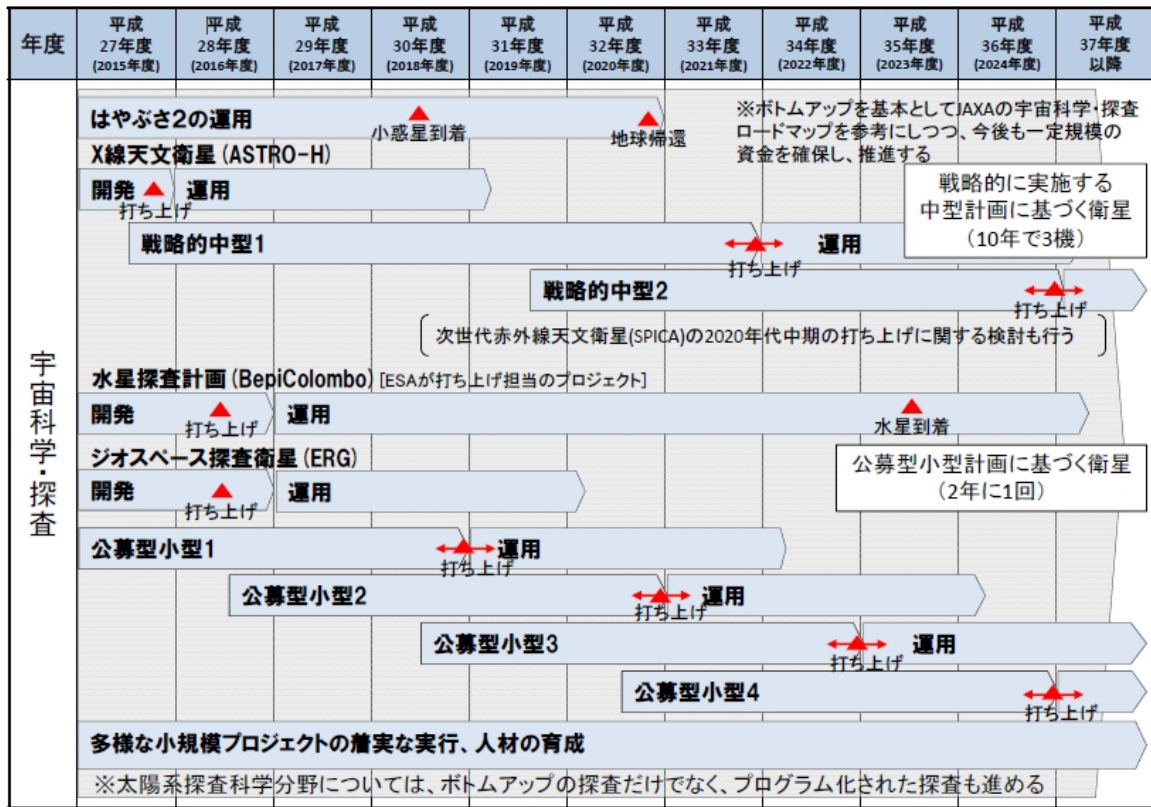 年度
平成
27年度
(2015年度)
平成
28年度
(2016年度)
平成
29年度
(2017年度)
平成
30年度
(2018年度)
平成
31年度
(2019年度)
平成
32年度
(2020年度)
平成
33年度
(2021年度)
平成
34年度
(2022年度)
平成
35年度
(2023年度)
平成
36年度
(2024年度)
平成
37年度
以降
宇宙科学・探査
はやぶさ2の運用
小惑星到着
地球帰還
※ボトムアップを基本としてJAXAの宇宙科学・探査
ロードマップを参考にしつつ、今後も一定規模の
資金を確保し、推進する
X線天文衛星(ASTRO-H)
開発
打ち上げ
運用
戦略的に実施する
中型計画に基づく衛星
(10年で3機)
戦略的中型1
打ち上げ
運用
戦略的中型2
打ち上げ
次世代赤外線天文衛星(SPICA)の2020年代中期の打ち上げに関する検討も行う
水星探査計画(BepiColombo) [ESAが打ち上げ担当のプロジェクト]
開発
打ち上げ
運用
水星到着
ジオスペース探査衛星(ERG)
開発
打ち上げ
運用
公募型小型計画に基づく衛星
(2年に1回)
公募型小型1
打ち上げ
運用
公募型小型2
打ち上げ
運用
公募型小型3
打ち上げ
運用
公募型小型4
打ち上げ
多様な小規模プロジェクトの着実な実行、人材の育成
※太陽系探査科学分野については、ボトムアップの探査だけでなく、プログラム化された探査も進める